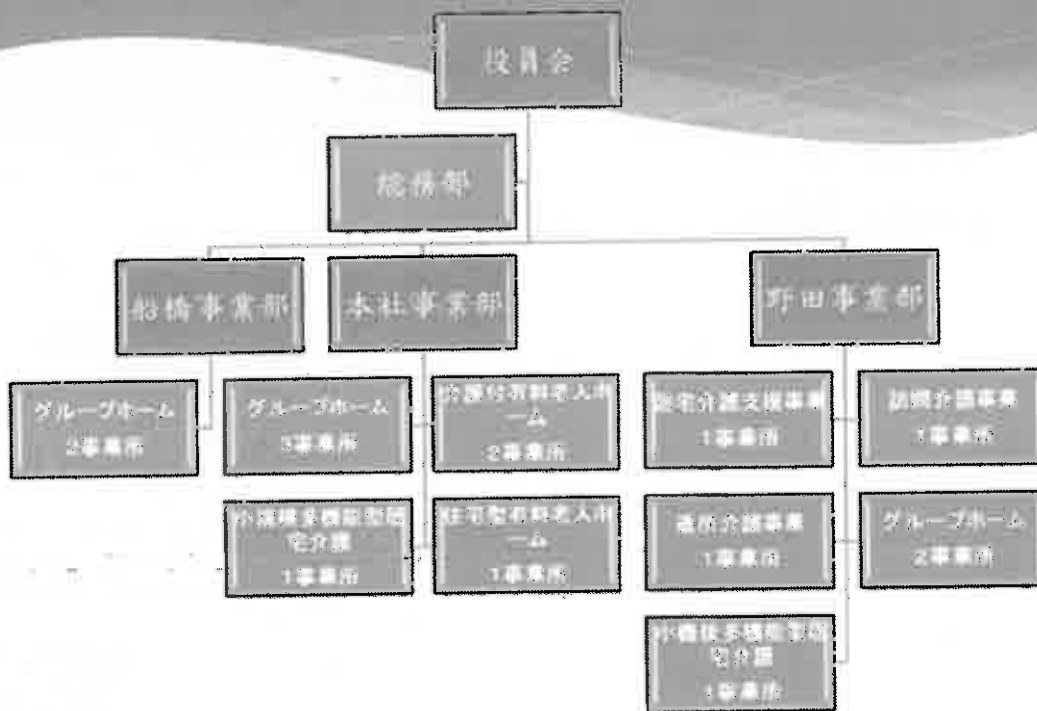 役員会
総務部
船橋事業部
本社事業部
野田事業部
グループホーム
2事業所
グループホーム
3事業所
介護付有料老人ホ
ーム
2事業所
居宅介護支援事業
1事業所
訪問介護事業
1事業所
小規模多機能型居
宅介護
1事業所
住宅型有料老人ホ
ーム
1事業所
介護事業
1事業所
グループホーム
2事業所
小規模多機能型居
宅介護
1事業所